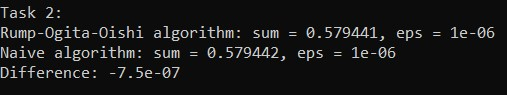 Task 2:
Rump-Ogita-Oishi algorithm: sum = 0.579441, eps = 1e-06
Naive algorithm: sum = 0.579442, eps = 1e-06
Difference: -7.5e-07